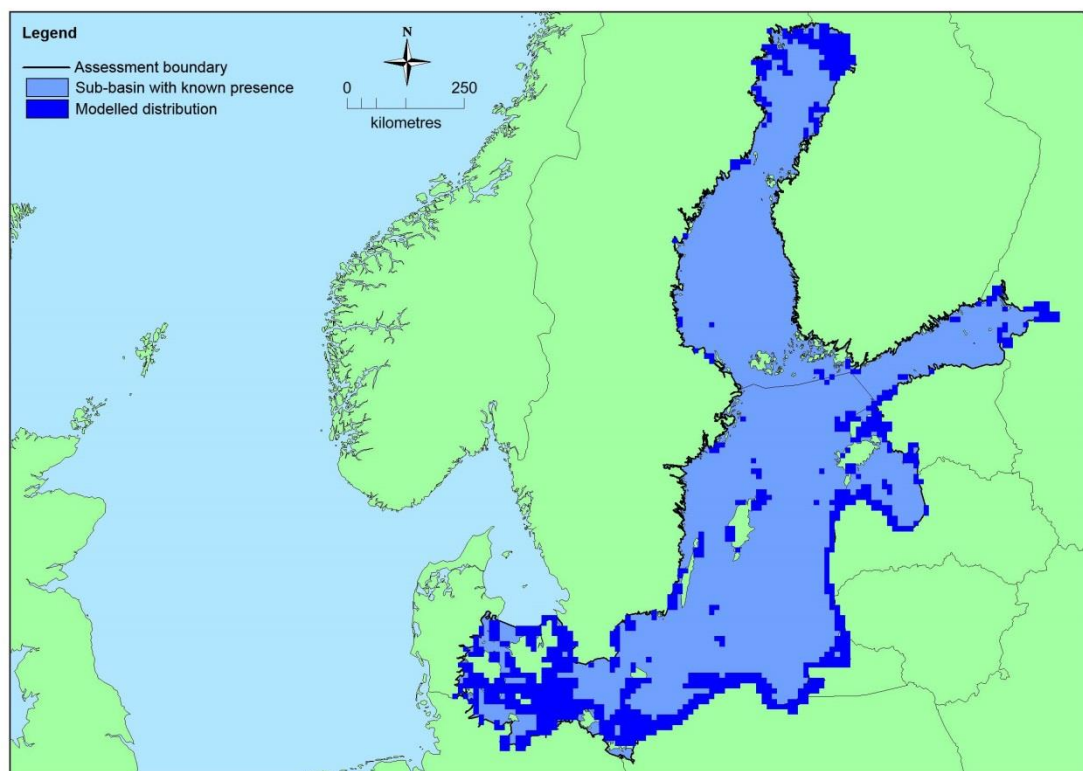 Legend
Assessment boundary
Sub-basin with known presence
Modelled distribution
N
0 250
kilometres